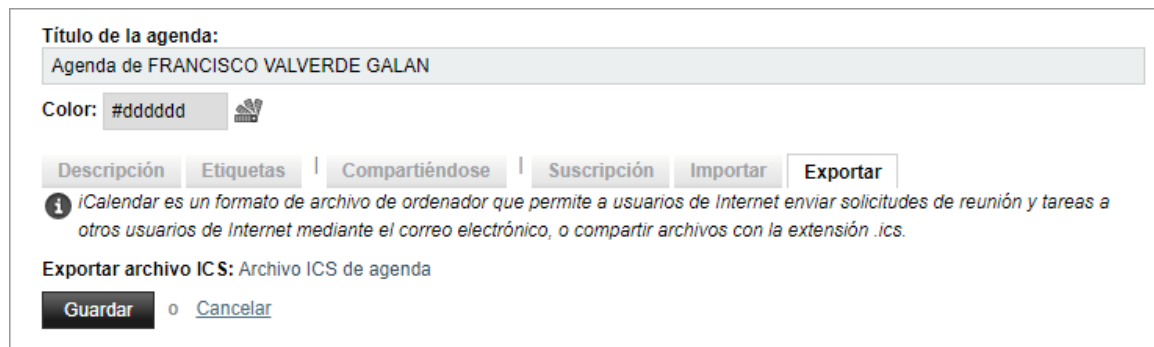 Título de la agenda:
Agenda de FRANCISCO VALVERDE GALAN
Color: #dddddd
Descripción Etiquetas | Compartiéndose | Suscripción Importar Exportar
iCalendar es un formato de archivo de ordenador que permite a usuarios de Internet enviar solicitudes de reunión y tareas a
otros usuarios de Internet mediante el correo electrónico, o compartir archivos con la extensión .ics.
Exportar archivo ICS: Archivo ICS de agenda
Guardar o Cancelar